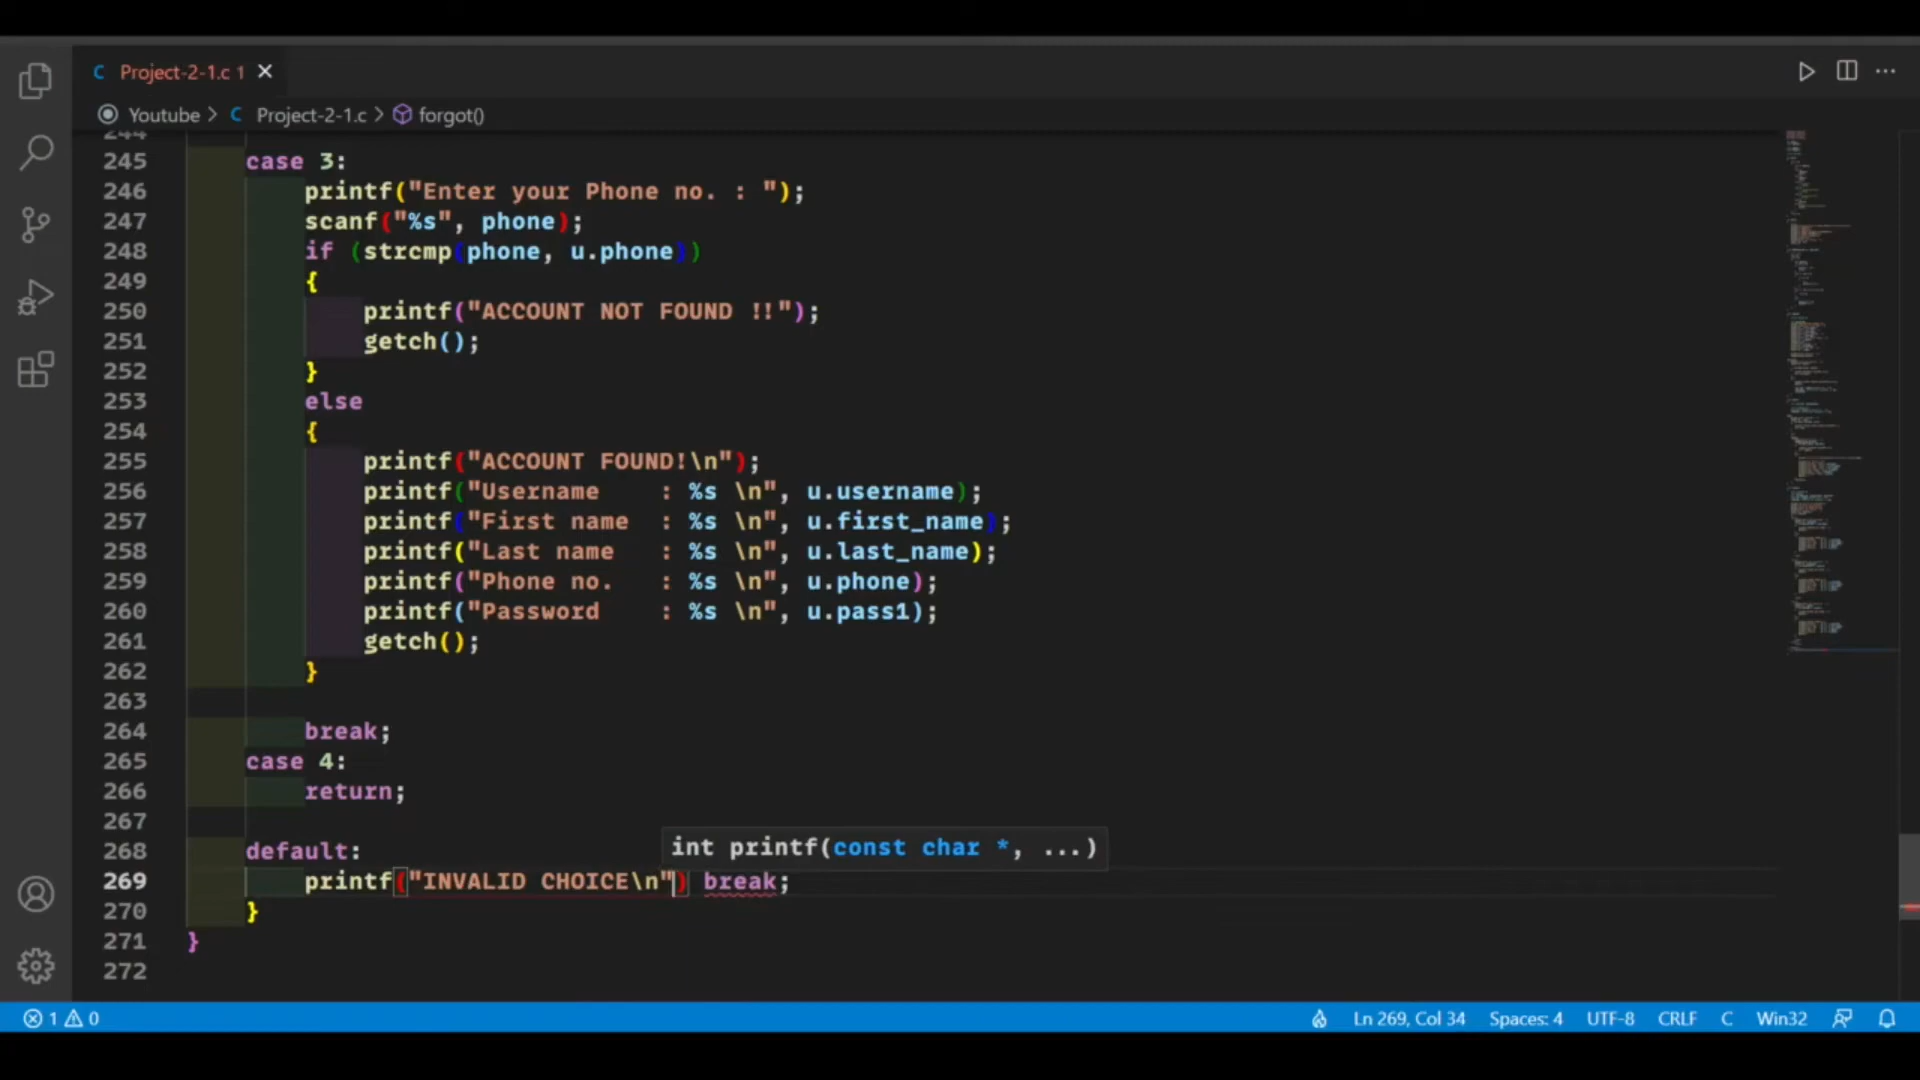 Project-2-1.c 1
Youtube > C Project-2-1.c > forgot()
244
245 case 3:
246 printf("Enter your Phone no. : ");
247 scanf("%s", phone);
248 if (strcmp(phone, u.phone))
249 {
250 printf("ACCOUNT NOT FOUND !!");
251 getch();
252 }
253 else
254 {
255 printf("ACCOUNT FOUND!\n");
256 printf("Username    : %s \n", u.username);
257 printf("First name  : %s \n", u.first_name);
258 printf("Last name   : %s \n", u.last_name);
259 printf("Phone no.   : %s \n", u.phone);
260 printf("Password    : %s \n", u.pass1);
261 getch();
262 }
263
264 break;
265 case 4:
266 return;
267
int printf(const char *, ...)
268 default:
269 printf("INVALID CHOICE\n") break;
270 }
271 }
272
1 0 Ln 269, Col 34 Spaces: 4 UTF-8 CRLF C Win32